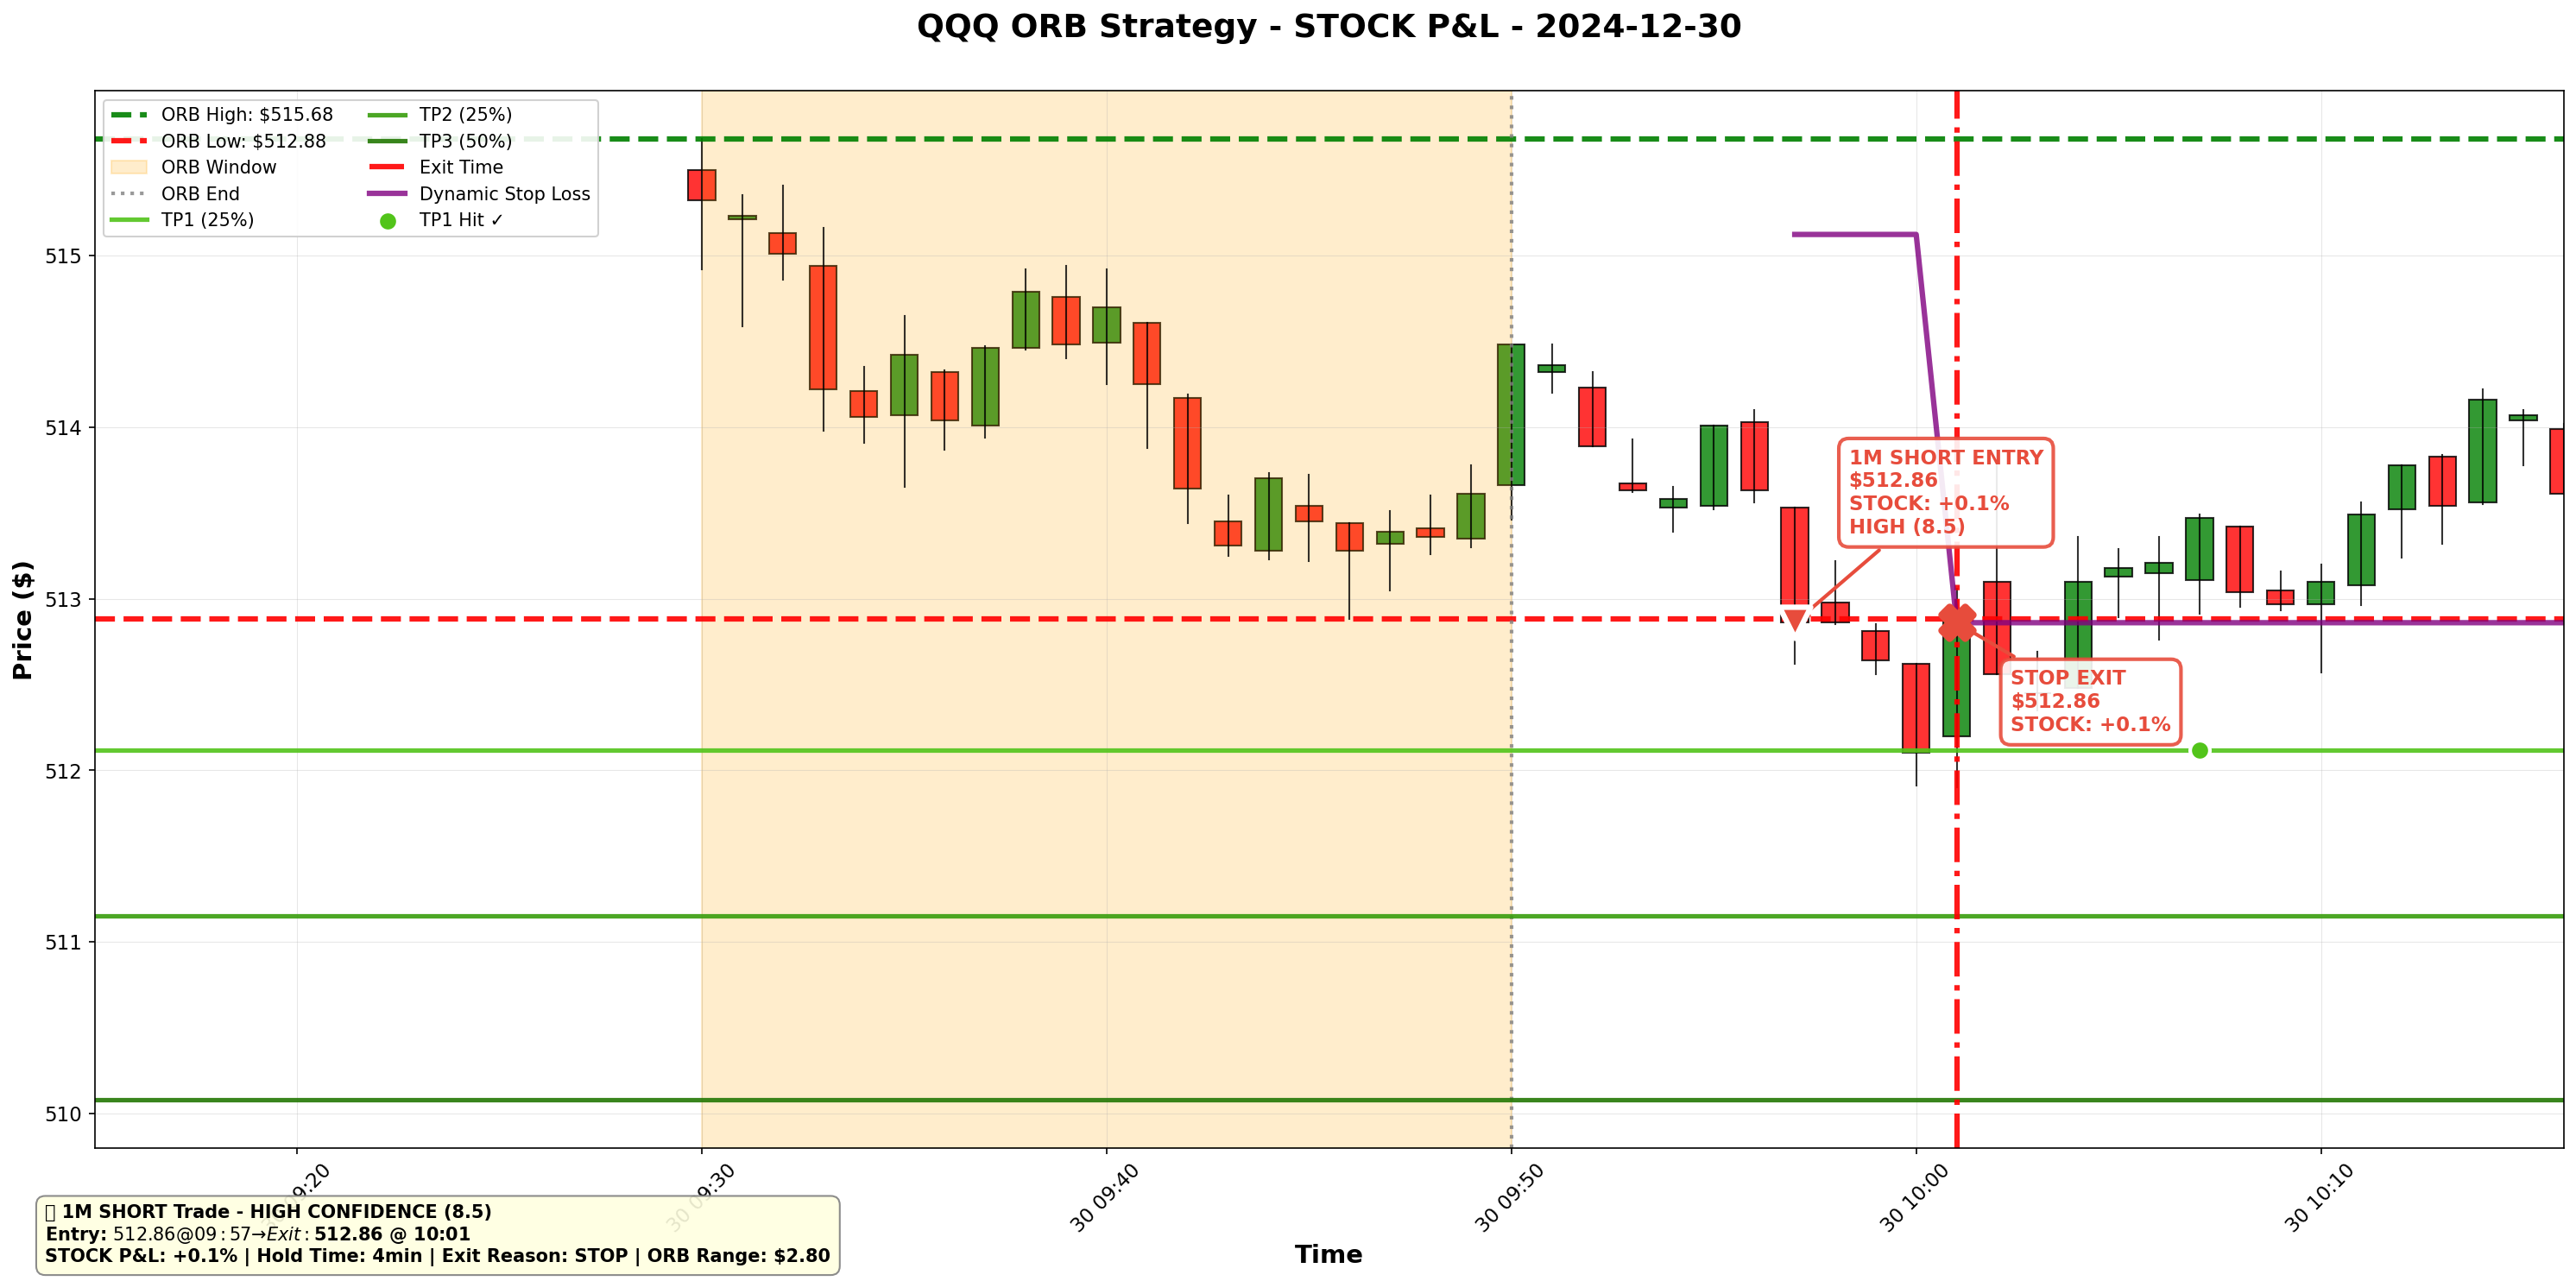 QQQ ORB Strategy - STOCK P&L - 2024-12-30
ORB High: $515.68
ORB Low: $512.88
ORB Window
ORB End
TP1 (25%)
TP2 (25%)
TP3 (50%)
Exit Time
Dynamic Stop Loss
TP1 Hit ✓
Price ($)
515
514
513
512
511
510
1M SHORT ENTRY
$512.86
STOCK: +0.1%
HIGH (8.5)
STOP EXIT
$512.86
STOCK: +0.1%
30 09:20
30 09:30
30 09:40
30 09:50
30 10:00
30 10:10
Time
1M SHORT Trade - HIGH CONFIDENCE (8.5)
Entry: 512.86@09:57→Exit:512.86 @ 10:01
STOCK P&L: +0.1% | Hold Time: 4min | Exit Reason: STOP | ORB Range: $2.80